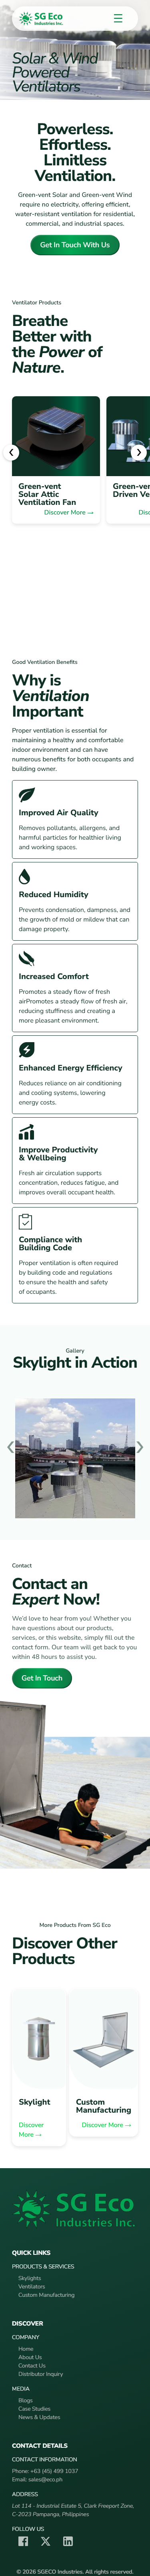 SG Eco
Industries Inc.
Solar & Wind
Powered
Ventilators
Powerless.
Effortless.
Limitless
Ventilation.
Green-vent Solar and Green-vent Wind
require no electricity, offering efficient,
water-resistant ventilation for residential,
commercial, and industrial spaces.
Get In Touch With Us
Ventilator Products
Breathe
Better with
the Power of
Nature.
Green-vent
Solar Attic
Ventilation Fan
Discover More →
Green-ven
Driven Ve
Disc
Good Ventilation Benefits
Why is
Ventilation
Important
Proper ventilation is essential for
maintaining a healthy and comfortable
indoor environment and can have
numerous benefits for both occupants and
building owner.
Improved Air Quality
Removes pollutants, allergens, and
harmful particles for healthier living
and working spaces.
Reduced Humidity
Prevents condensation, dampness, and
the growth of mold or mildew that can
damage property.
Increased Comfort
Promotes a steady flow of fresh
airPromotes a steady flow of fresh air,
reducing stuffiness and creating a
more pleasant environment.
Enhanced Energy Efficiency
Reduces reliance on air conditioning
and cooling systems, lowering
energy costs.
Improve Productivity
& Wellbeing
Fresh air circulation supports
concentration, reduces fatigue, and
improves overall occupant health.
Compliance with
Building Code
Proper ventilation is often required
by building code and regulations
to ensure the health and safety
of occupants.
Gallery
Skylight in Action
Contact
Contact an
Expert Now!
We'd love to hear from you! Whether you
have questions about our products,
services, or this website, simply fill out the
contact form. Our team will get back to you
within 48 hours to assist you.
Get In Touch
More Products From SG Eco
Discover Other
Products
Skylight
Discover
More →
Custom
Manufacturing
Discover More →
SG Eco
Industries Inc.
QUICK LINKS
PRODUCTS & SERVICES
Skylights
Ventilators
Custom Manufacturing
DISCOVER
COMPANY
Home
About Us
Contact Us
Distributor Inquiry
MEDIA
Blogs
Case Studies
News & Updates
CONTACT DETAILS
CONTACT INFORMATION
Phone: +63 (45) 499 1037
Email: sales@eco.ph
ADDRESS
Lot 114 - Industrial Estate 5, Clark Freeport Zone,
C-2023 Pampanga, Philippines
FOLLOW US
© 2026 SGECO Industries. All rights reserved.